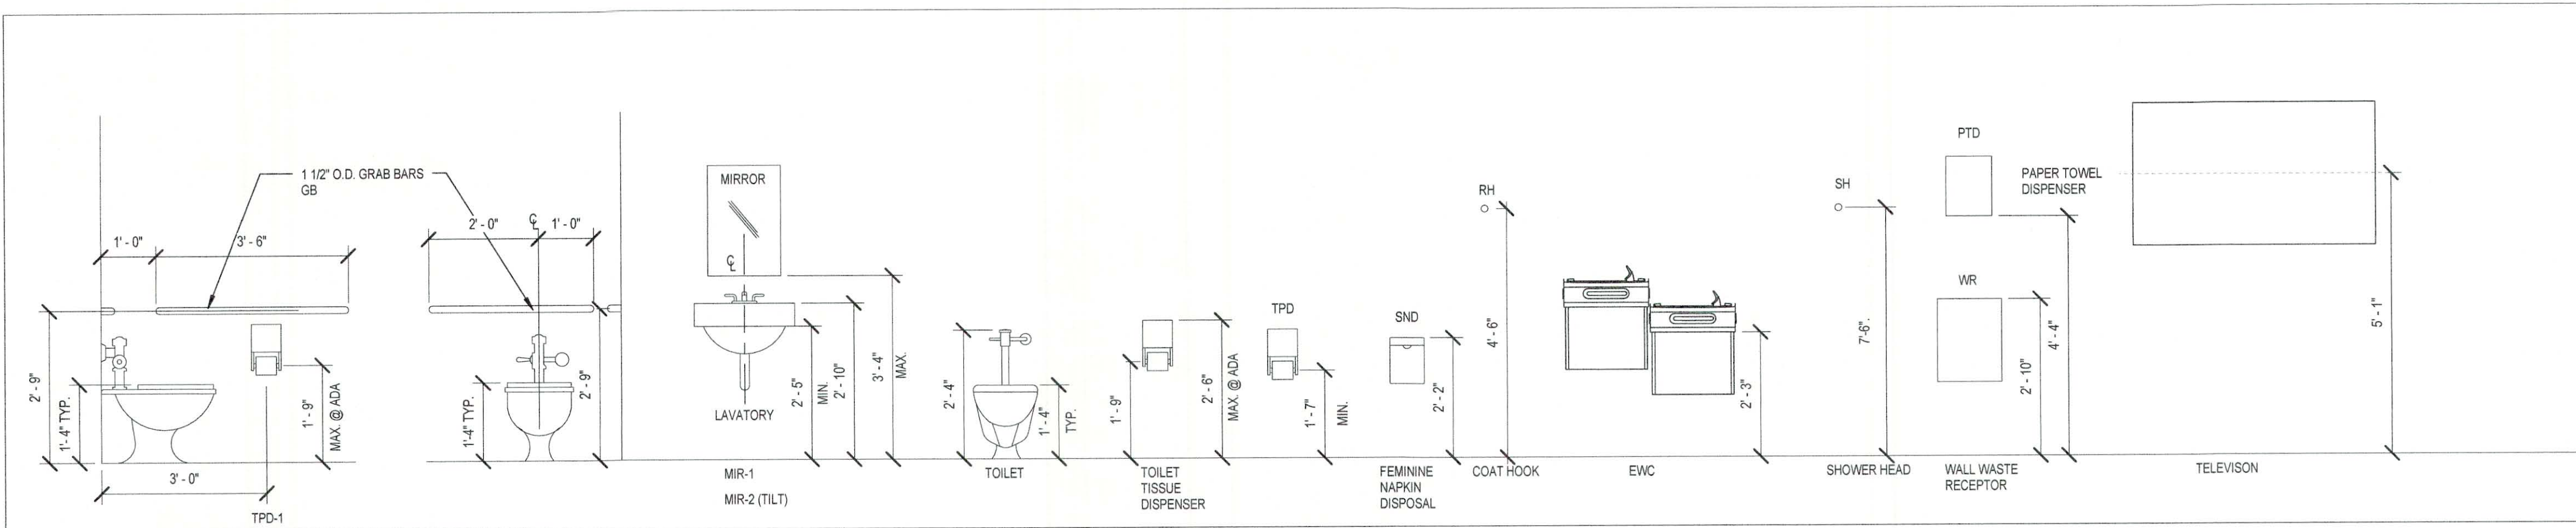 1 1/2" O.D. GRAB BARS
GB
1' - 0"
3' - 6"
2' - 9"
1'- 4" TYP.
1' - 9"
MAX. @ ADA
3' - 0"
TPD-1
2' - 0"
℄
1' - 0"
1'-4" TYP.
2' - 9"
MIRROR
℄
LAVATORY
2' - 5"
MIN.
2' - 10"
3' - 4"
MAX.
MIR-1
MIR-2 (TILT)
2' - 4"
1' - 4"
TYP.
TOILET
1' - 9"
2' - 6"
MAX. @ ADA
TOILET
TISSUE
DISPENSER
TPD
1' - 7"
MIN.
SND
2' - 2"
FEMININE
NAPKIN
DISPOSAL
RH
4' - 6"
COAT HOOK
2' - 3"
EWC
SH
7'-6".
SHOWER HEAD
PTD
PAPER TOWEL
DISPENSER
WR
2' - 10"
4' - 4"
WALL WASTE
RECEPTOR
5' - 1"
TELEVISON